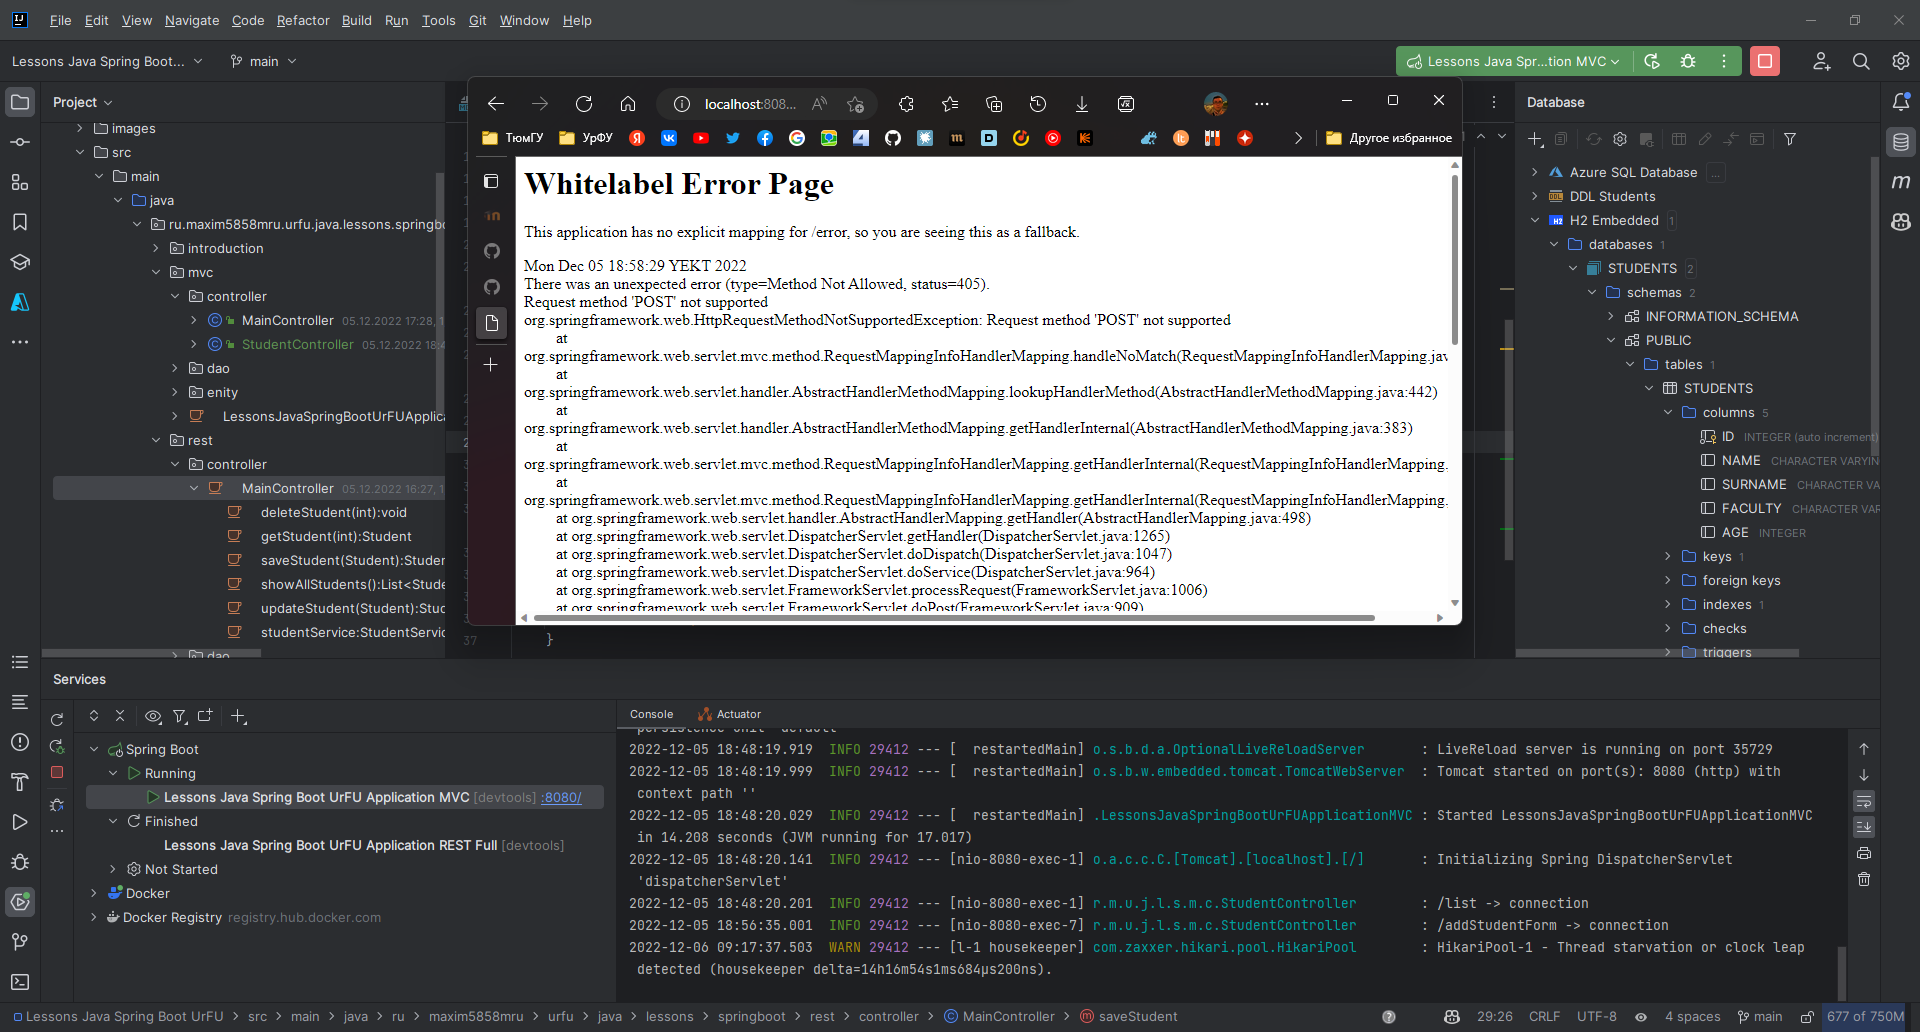 File Edit View Navigate Code Refactor Build Run Tools Git Window Help
Lessons Java Spring Boot... main
Lessons Java Spr...tion MVC
Project
images
src
main
java
ru.maxim5858mru.urfu.java.lessons.springbo
introduction
mvc
controller
MainController 05.12.2022 17:28, 1
StudentController 05.12.2022 18:4
dao
enity
LessonsJavaSpringBootUrFUApplica
rest
controller
MainController 05.12.2022 16:27, 1
deleteStudent(int):void
getStudent(int):Student
saveStudent(Student):Studen
showAllStudents():List<Stude
updateStudent(Student):Stud
studentService:StudentServic
dao
localhost:808...
ТюмГУ УрФУ Другое избранное
Whitelabel Error Page
This application has no explicit mapping for /error, so you are seeing this as a fallback.
Mon Dec 05 18:58:29 YEKT 2022
There was an unexpected error (type=Method Not Allowed, status=405).
Request method 'POST' not supported
org.springframework.web.HttpRequestMethodNotSupportedException: Request method 'POST' not supported
at
org.springframework.web.servlet.mvc.method.RequestMappingInfoHandlerMapping.handleNoMatch(RequestMappingInfoHandlerMapping.jav
at
org.springframework.web.servlet.handler.AbstractHandlerMethodMapping.lookupHandlerMethod(AbstractHandlerMethodMapping.java:442)
at
org.springframework.web.servlet.handler.AbstractHandlerMethodMapping.getHandlerInternal(AbstractHandlerMethodMapping.java:383)
at
org.springframework.web.servlet.mvc.method.RequestMappingInfoHandlerMapping.getHandlerInternal(RequestMappingInfoHandlerMapping.
at
org.springframework.web.servlet.mvc.method.RequestMappingInfoHandlerMapping.getHandlerInternal(RequestMappingInfoHandlerMapping.
at org.springframework.web.servlet.handler.AbstractHandlerMapping.getHandler(AbstractHandlerMapping.java:498)
at org.springframework.web.servlet.DispatcherServlet.getHandler(DispatcherServlet.java:1265)
at org.springframework.web.servlet.DispatcherServlet.doDispatch(DispatcherServlet.java:1047)
at org.springframework.web.servlet.DispatcherServlet.doService(DispatcherServlet.java:964)
at org.springframework.web.servlet.FrameworkServlet.processRequest(FrameworkServlet.java:1006)
at org.springframework.web.servlet.FrameworkServlet.doPost(FrameworkServlet.java:909)
37 }
Database
Azure SQL Database ...
DDL Students
H2 Embedded 1
databases 1
STUDENTS 2
schemas 2
INFORMATION_SCHEMA
PUBLIC
tables 1
STUDENTS
columns 5
ID INTEGER (auto increment)
NAME CHARACTER VARYIN
SURNAME CHARACTER VA
FACULTY CHARACTER VAR
AGE INTEGER
keys 1
foreign keys
indexes 1
checks
triggers
Services
Spring Boot
Running
Lessons Java Spring Boot UrFU Application MVC [devtools] :8080/
Finished
Lessons Java Spring Boot UrFU Application REST Full [devtools]
Not Started
Docker
Docker Registry registry.hub.docker.com
Console Actuator
persistence unit 'default'
2022-12-05 18:48:19.919 INFO 29412 --- [ restartedMain] o.s.b.d.a.OptionalLiveReloadServer : LiveReload server is running on port 35729
2022-12-05 18:48:19.999 INFO 29412 --- [ restartedMain] o.s.b.w.embedded.tomcat.TomcatWebServer : Tomcat started on port(s): 8080 (http) with
context path ''
2022-12-05 18:48:20.029 INFO 29412 --- [ restartedMain] .LessonsJavaSpringBootUrFUApplicationMVC : Started LessonsJavaSpringBootUrFUApplicationMVC
in 14.208 seconds (JVM running for 17.017)
2022-12-05 18:48:20.141 INFO 29412 --- [nio-8080-exec-1] o.a.c.c.C.[Tomcat].[localhost].[/] : Initializing Spring DispatcherServlet
'dispatcherServlet'
2022-12-05 18:48:20.201 INFO 29412 --- [nio-8080-exec-1] r.m.u.j.l.s.m.c.StudentController : /list -> connection
2022-12-05 18:56:35.001 INFO 29412 --- [nio-8080-exec-7] r.m.u.j.l.s.m.c.StudentController : /addStudentForm -> connection
2022-12-06 09:17:37.503 WARN 29412 --- [l-1 housekeeper] com.zaxxer.hikari.pool.HikariPool : HikariPool-1 - Thread starvation or clock leap
detected (housekeeper delta=14h16m54s1ms684µs200ns).
Lessons Java Spring Boot UrFU > src > main > java > ru > maxim5858mru > urfu > java > lessons > springboot > rest > controller > MainController > saveStudent
29:26 CRLF UTF-8 4 spaces main 677 of 750M